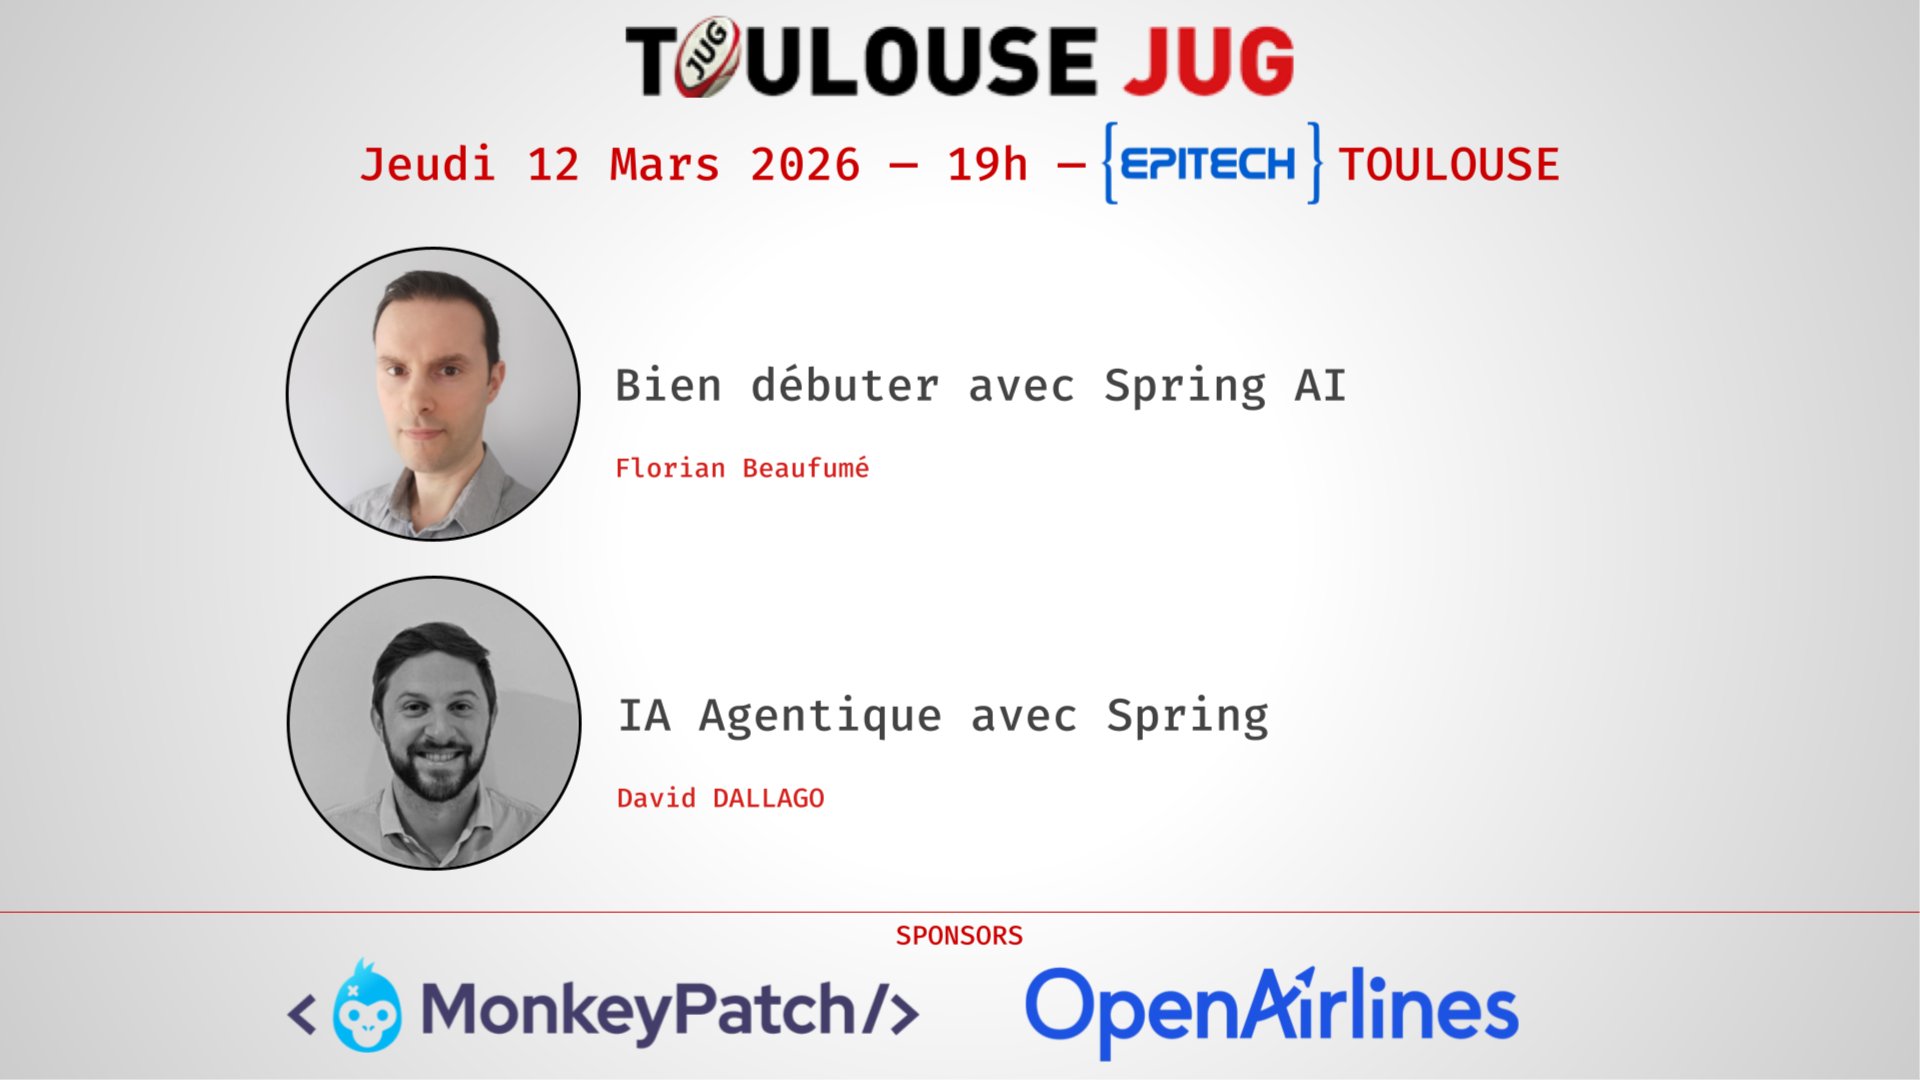 TOULOUSE JUG
JUG
Jeudi 12 Mars 2026 – 19h – {EPITECH} TOULOUSE
Bien débuter avec Spring AI
Florian Beaufumé
IA Agentique avec Spring
David DALLAGO
SPONSORS
< MonkeyPatch/> OpenAirlines